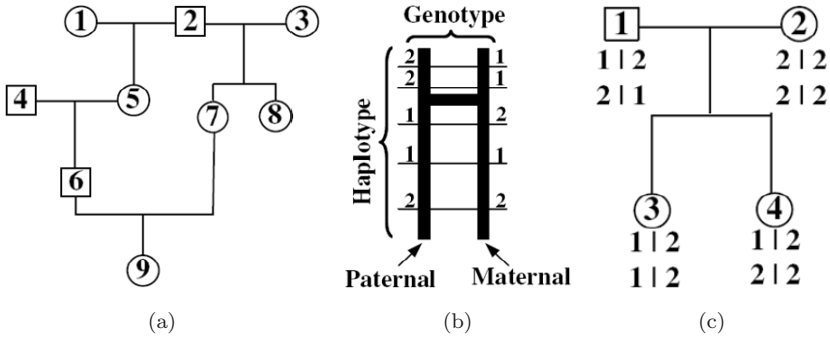 1 2 3
4 5 7 8
6
9
(a)
Genotype
Haplotype
2 1
2 1
1 2
1 1
2 2
Paternal Maternal
(b)
1 2
1 | 2 2 | 2
2 | 1 2 | 2
3 4
1 | 2 1 | 2
1 | 2 2 | 2
(c)